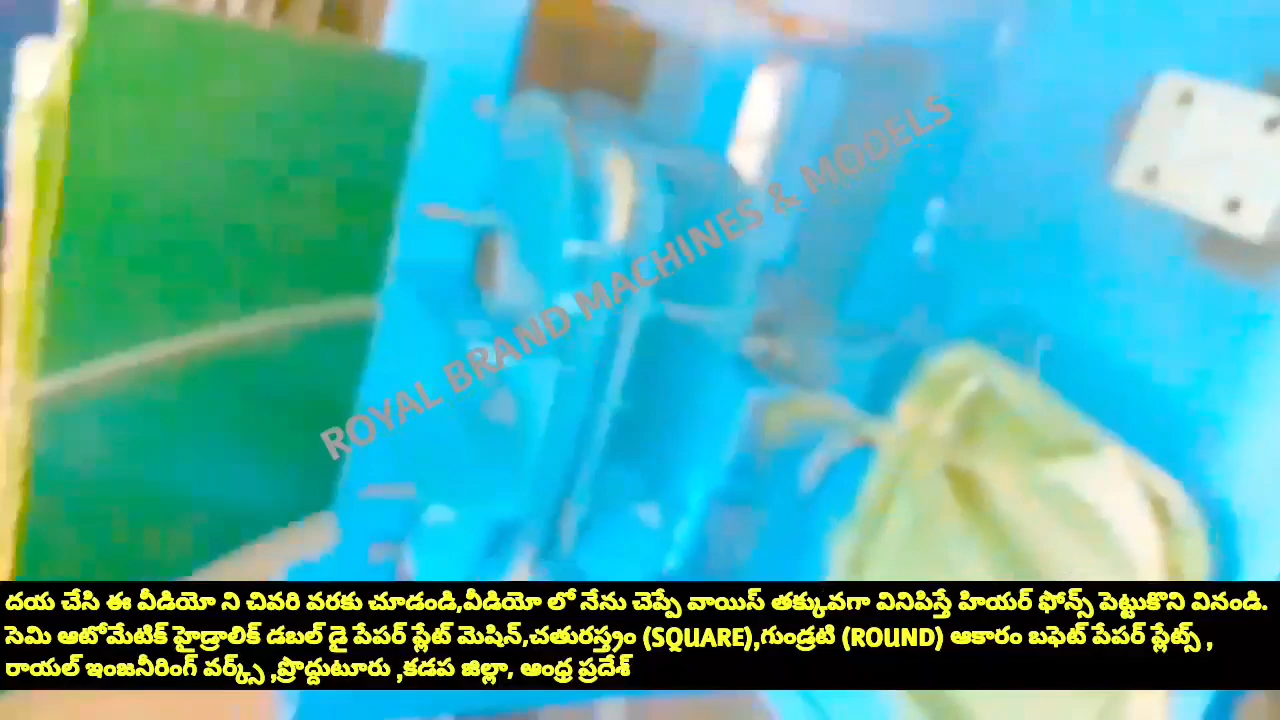 ROYAL BRAND MACHINES & MODELS
దయ చేసి ఈ వీడియో ని చివరి వరకు చూడండి,వీడియో లో నేను చెప్పే వాయిస్ తక్కువగా వినిపిస్తే హియర్ ఫోన్స్ పెట్టుకొని వినండి.
సెమి ఆటోమేటిక్ హైడ్రాలిక్ డబల్ డై పేపర్ ప్లేట్ మెషిన్,చతురస్త్రం (SQUARE),గుండ్రటి (ROUND) ఆకారం బఫెట్ పేపర్ ప్లేట్స్ ,
రాయల్ ఇంజనీరింగ్ వర్క్స్ ,ప్రొద్దుటూరు ,కడప జిల్లా, ఆంధ్ర ప్రదేశ్